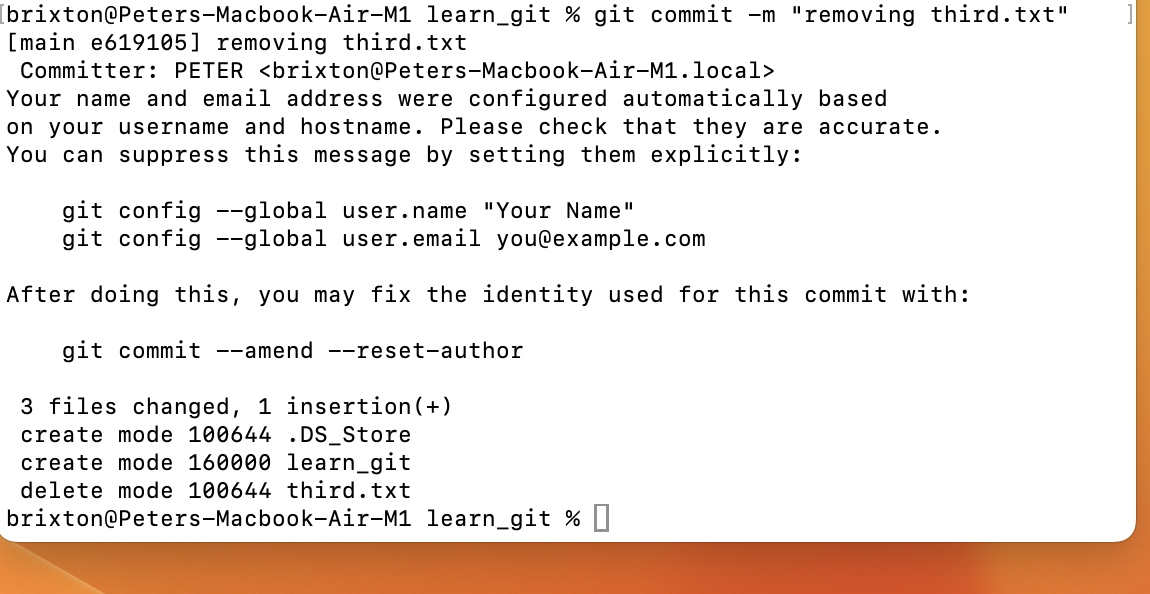 [brixton@Peters-Macbook-Air-M1 learn_git % git commit -m "removing third.txt" ]
[main e619105] removing third.txt
 Committer: PETER <brixton@Peters-Macbook-Air-M1.local>
Your name and email address were configured automatically based
on your username and hostname. Please check that they are accurate.
You can suppress this message by setting them explicitly:

    git config --global user.name "Your Name"
    git config --global user.email you@example.com

After doing this, you may fix the identity used for this commit with:

    git commit --amend --reset-author

 3 files changed, 1 insertion(+)
 create mode 100644 .DS_Store
 create mode 160000 learn_git
 delete mode 100644 third.txt
brixton@Peters-Macbook-Air-M1 learn_git %